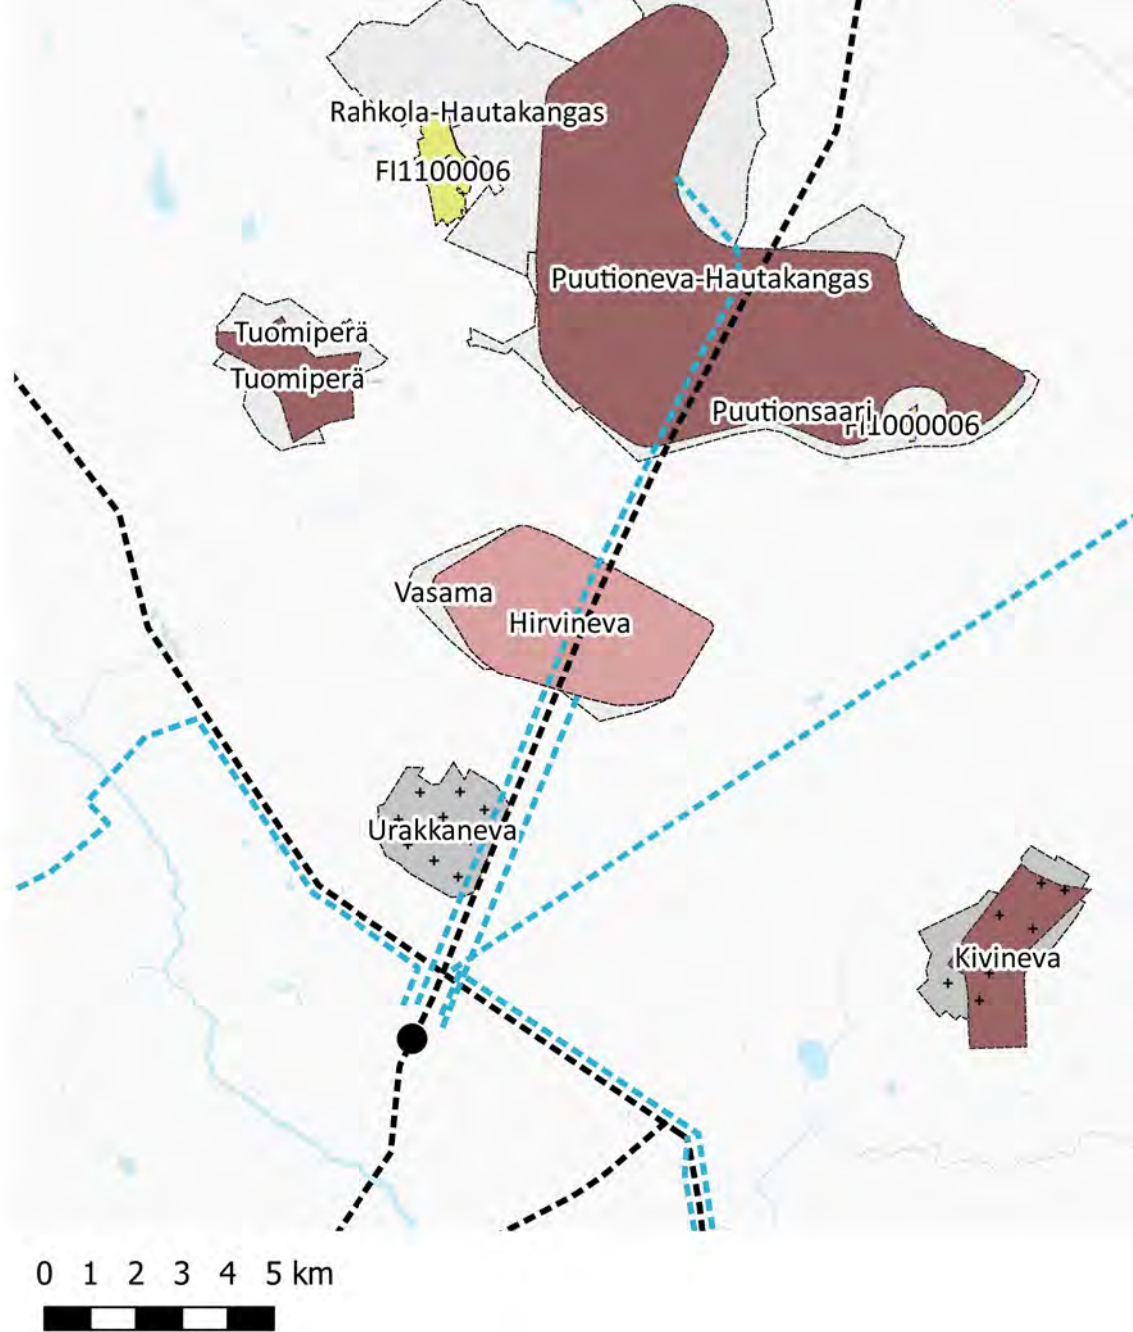 Rahkola-Hautakangas
FI1100006
Puutioneva-Hautakangas
Tuomiperä
Tuomiperä
Puutionsaari
FI1000006
Vasama
Hirvineva
Urakkaneva
Kivineva
0 1 2 3 4 5 km